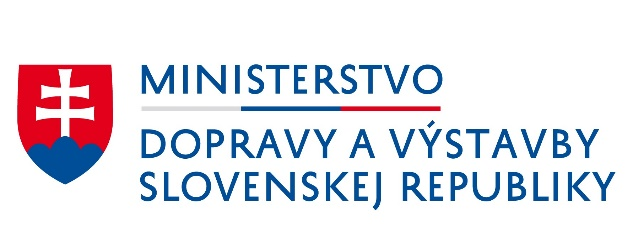 MINISTERSTVO
DOPRAVY A VÝSTAVBY
SLOVENSKEJ REPUBLIKY